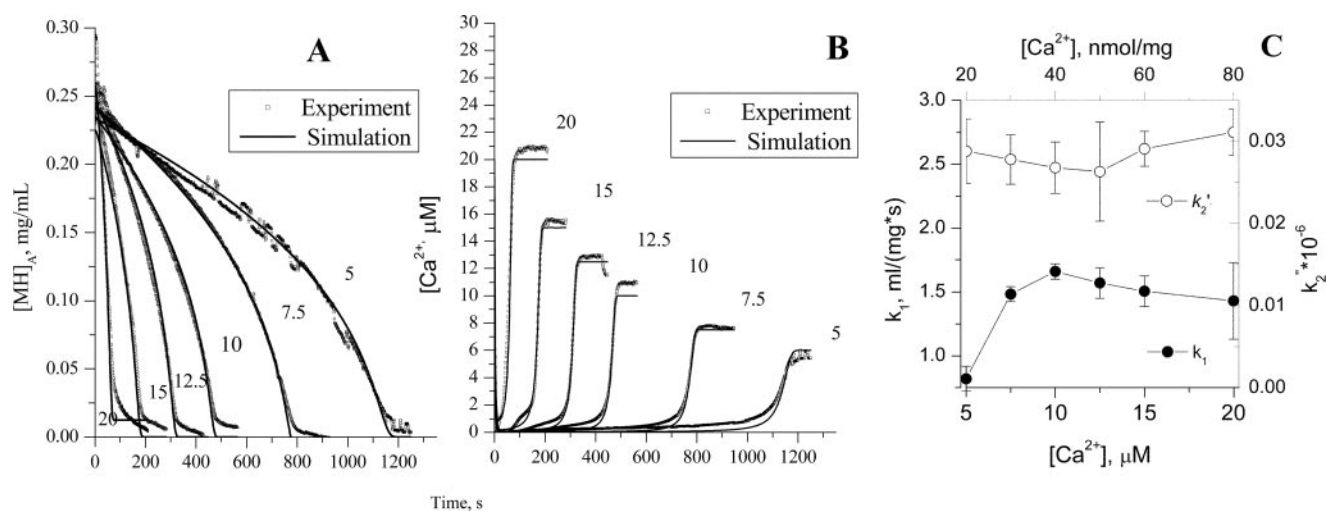 A
[MH]A, mg/mL
0.30
0.25
0.20
0.15
0.10
0.05
0.00
Experiment
Simulation
5
7.5
10
12.5
15
20
0 200 400 600 800 1000 1200
B
[Ca2+, μM]
30
29
28
27
26
25
24
23
22
21
20
19
18
17
16
15
14
13
12
11
10
9
8
7
6
5
4
3
2
1
0
Experiment
Simulation
20
15
12.5
10
7.5
5
0 200 400 600 800 1000 1200
Time, s
[Ca2+], nmol/mg
C
20 40 60 80
k1, ml/(mg*s)
3.0
2.5
2.0
1.5
1.0
k2'
k1
0.03
0.02
0.01
0.00
k2"*10-6
5 10 15 20
[Ca2+], μM